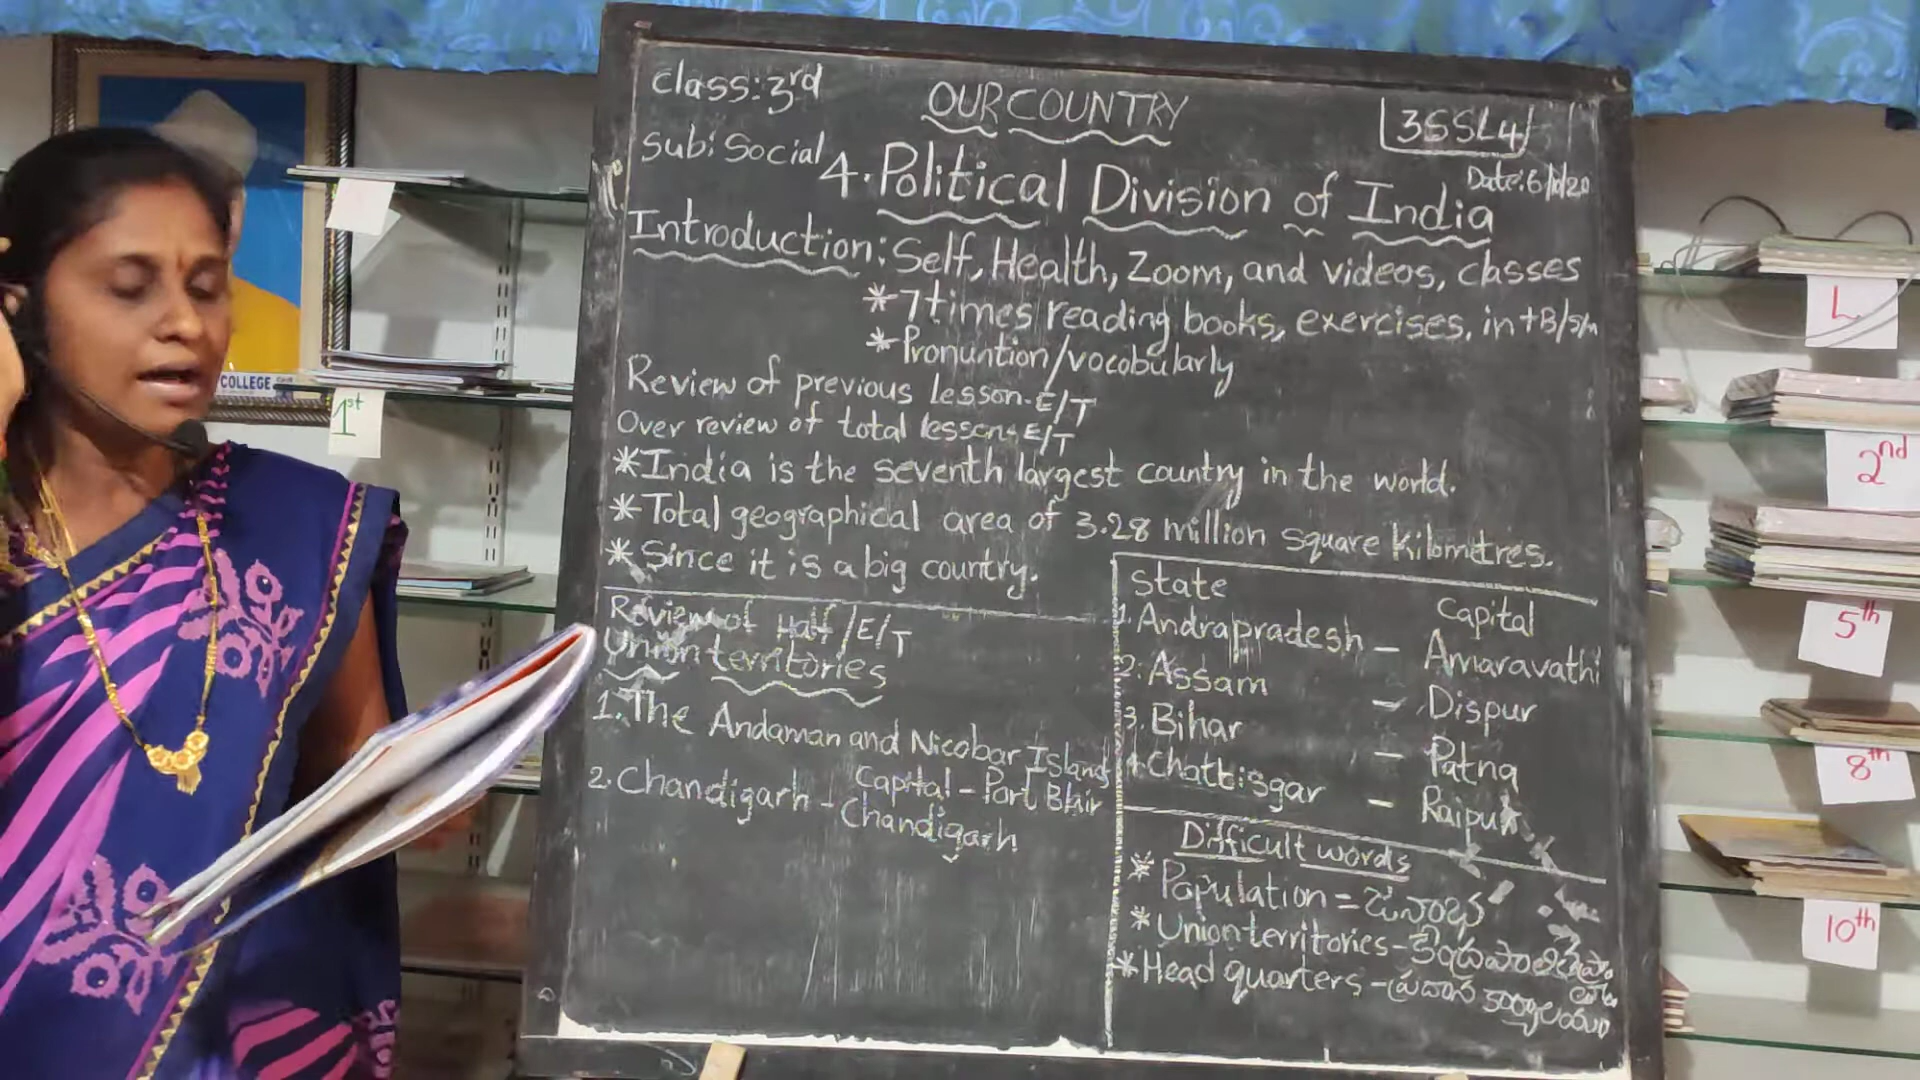 class:3rd
OUR COUNTRY
3SSL4
Sub: Social
4. Political Division of India
Date: 6/10/20
Introduction: Self, Health, Zoom, and videos, classes
*7 times reading books, exercises, in tB/s/m
*Pronuntion/vocobularly
Review of previous lesson-E/T
Over review of total lesson-E/T
*India is the seventh largest country in the world.
*Total geographical area of 3.28 million square kilometres.
*Since it is a big country.
Review of Half/E/T
Union territories
1. The Andaman and Nicobar Island
Capital - Port Blair
2. Chandigarh - Chandigarh
State Capital
1. Andrapradesh - Amaravathi
2. Assam - Dispur
3. Bihar - Patna
4. Chattisgar - Raipur
Difficult words
*Population = జనాభ
*Union territories - కేంద్రపాలిత
*Head quarters - ప్రధాన కార్యాలయం
COLLEGE
1st
L
2nd
5th
8th
10th